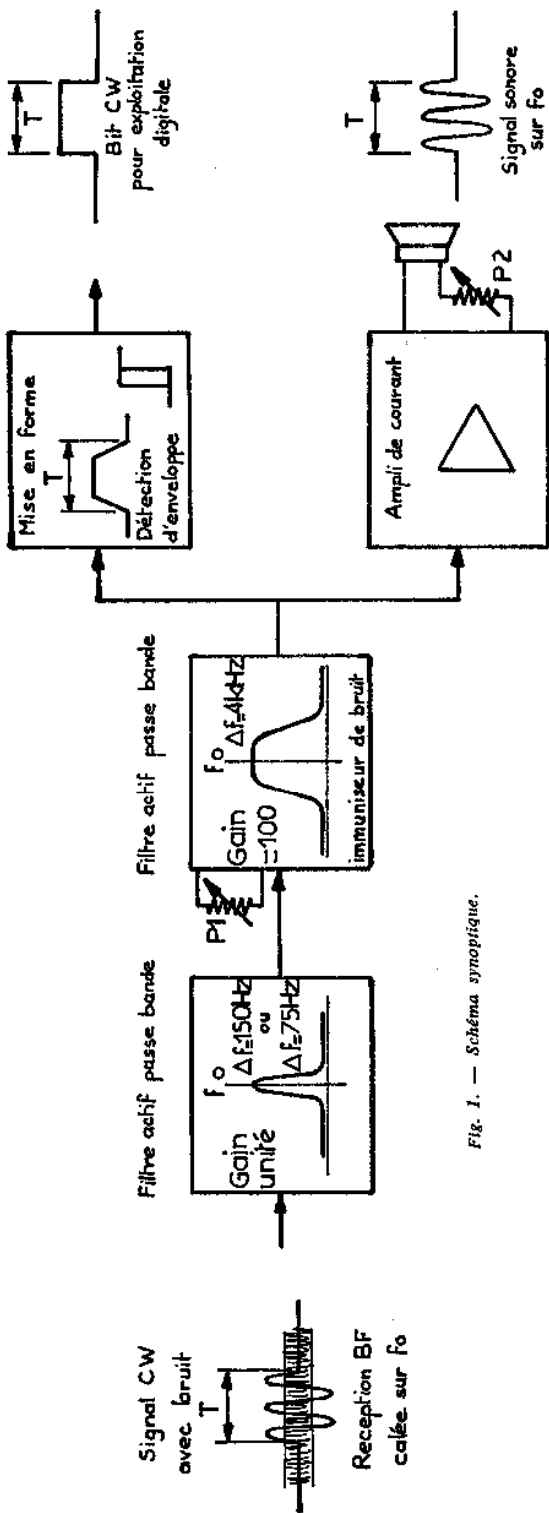 Signal CW
avec bruit
T
Reception BF
calée sur fo
Filtre actif passe bande
Gain
unité
fo
Δf=150Hz
ou
Δf=75Hz
P1
Filtre actif passe bande
Gain
=100
fo
Δf=4kHz
immuniseur de bruit
Mise en forme
T
Détection
d'enveloppe
T
Bit CW
pour exploitation
digitale
Ampli de courant
P2
T
Signal sonore
sur fo
Fig. 1. — Schéma synoptique.